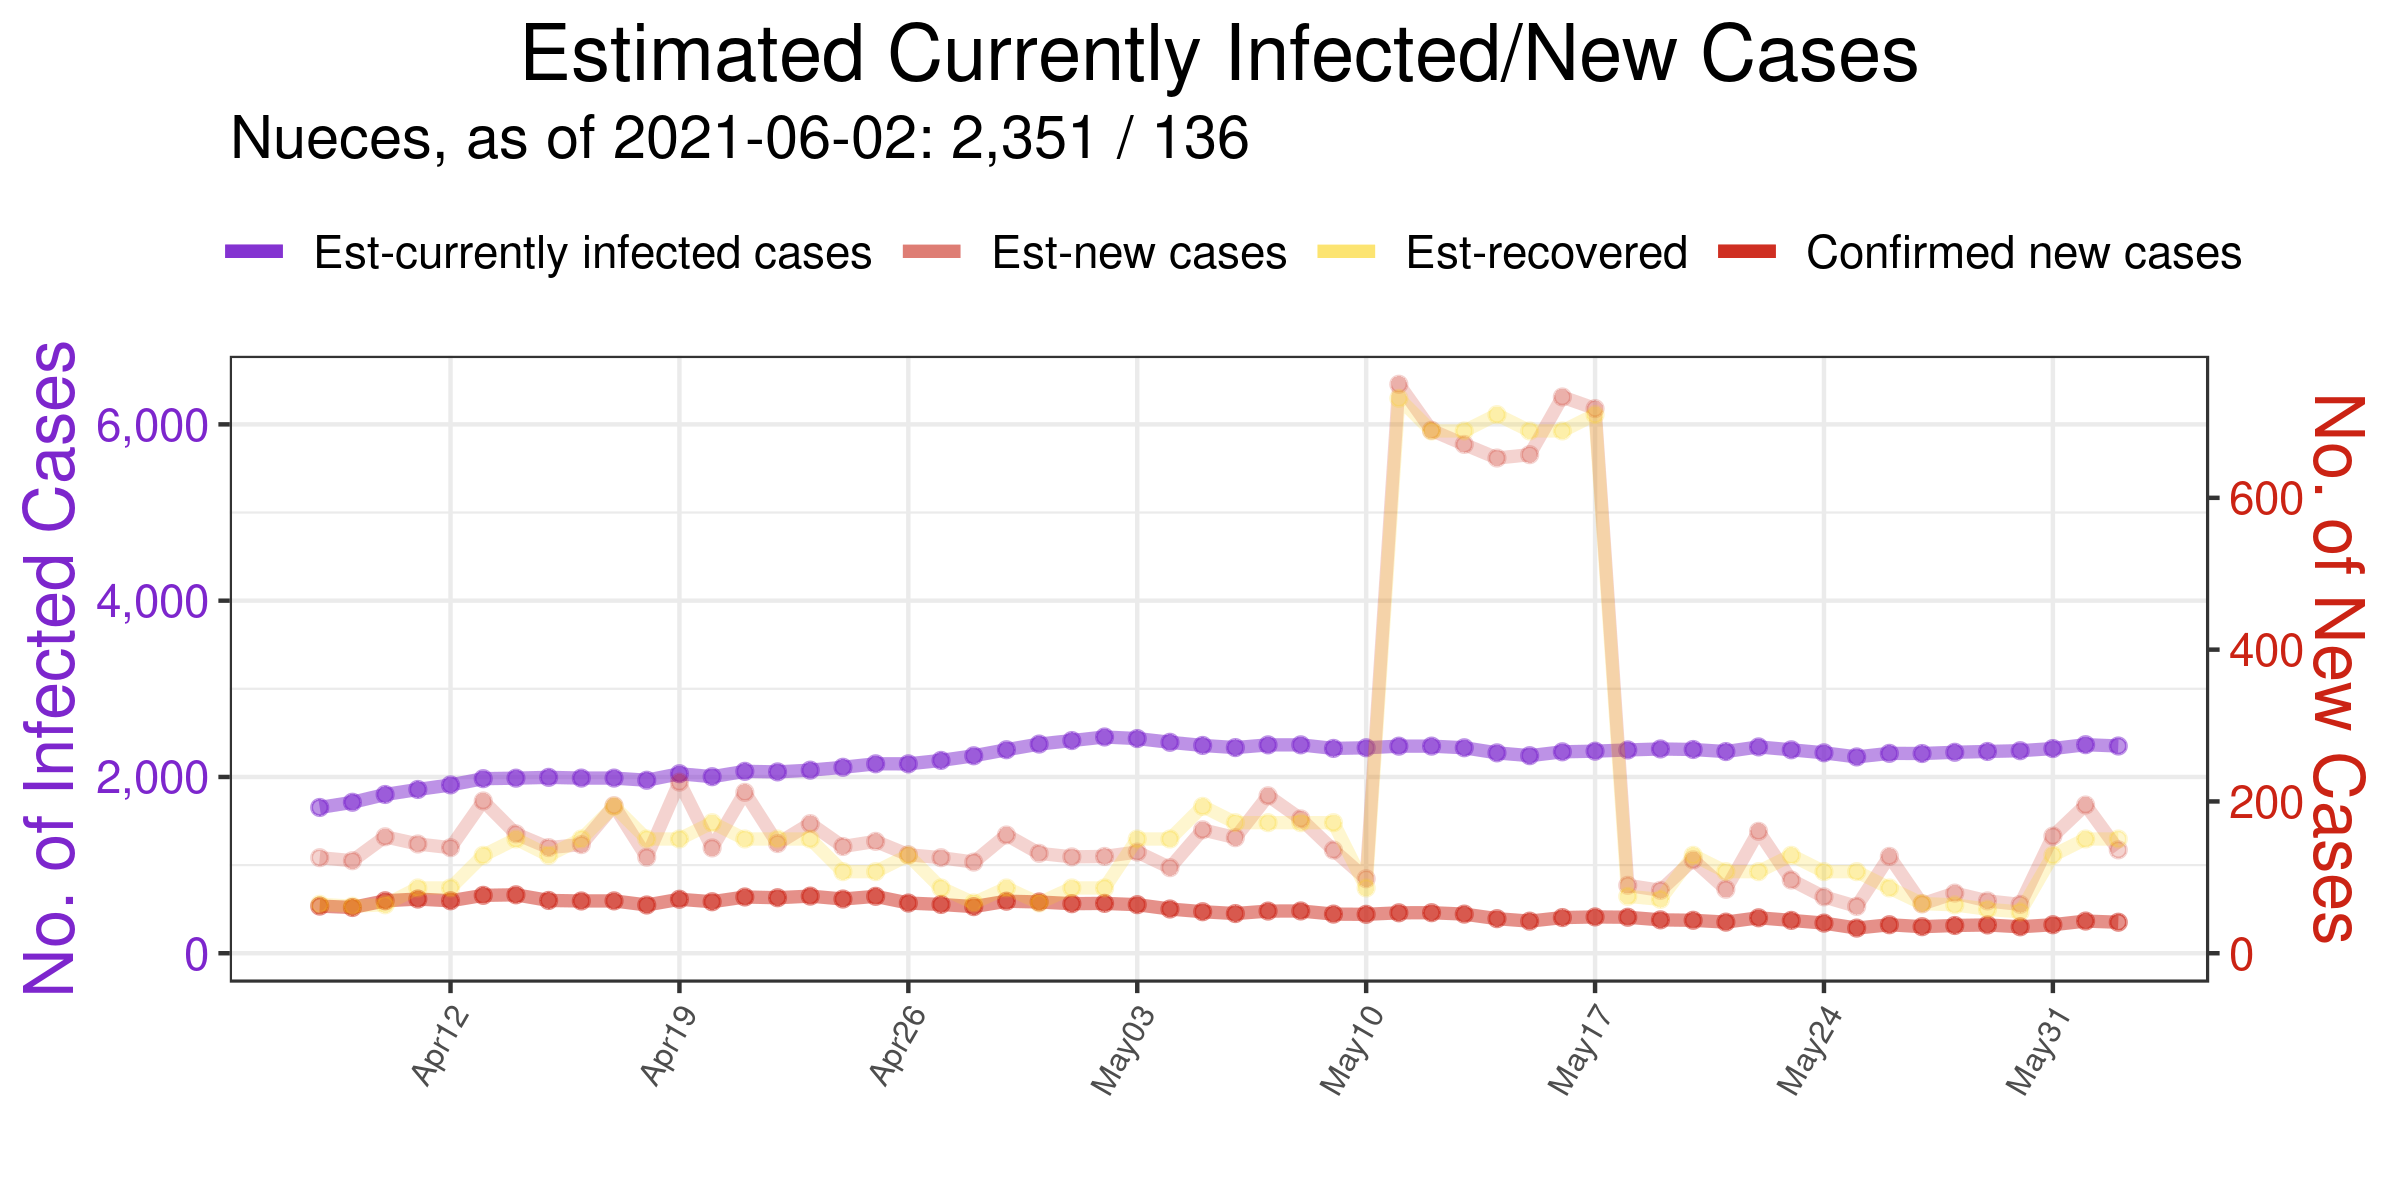 Estimated Currently Infected/New Cases
Nueces, as of 2021-06-02: 2,351 / 136
Est-currently infected cases Est-new cases Est-recovered Confirmed new cases
No. of Infected Cases
6,000
4,000
2,000
0
No. of New Cases
600
400
200
0
Apr12 Apr19 Apr26 May03 May10 May17 May24 May31